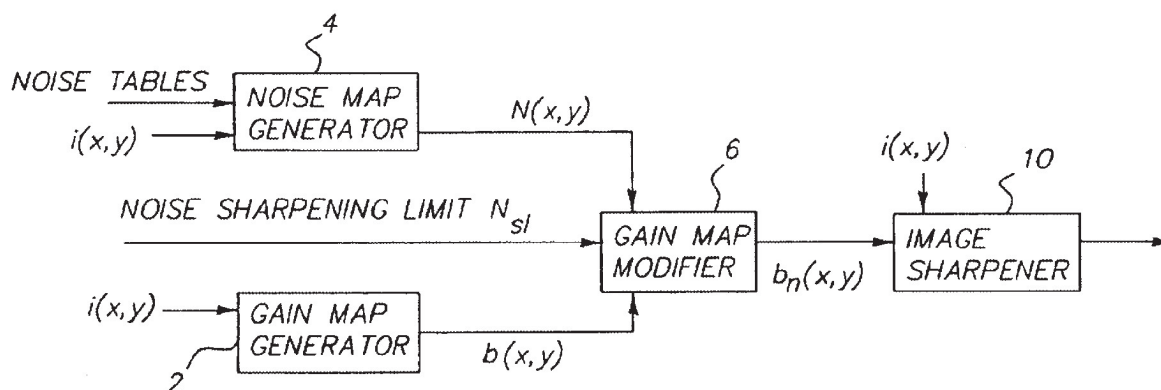 4
NOISE TABLES
i(x,y)
NOISE MAP
GENERATOR
N(x,y)
NOISE SHARPENING LIMIT N_sl
6
GAIN MAP
MODIFIER
b_n(x,y)
i(x,y)
10
IMAGE
SHARPENER
i(x,y)
GAIN MAP
GENERATOR
2
b(x,y)